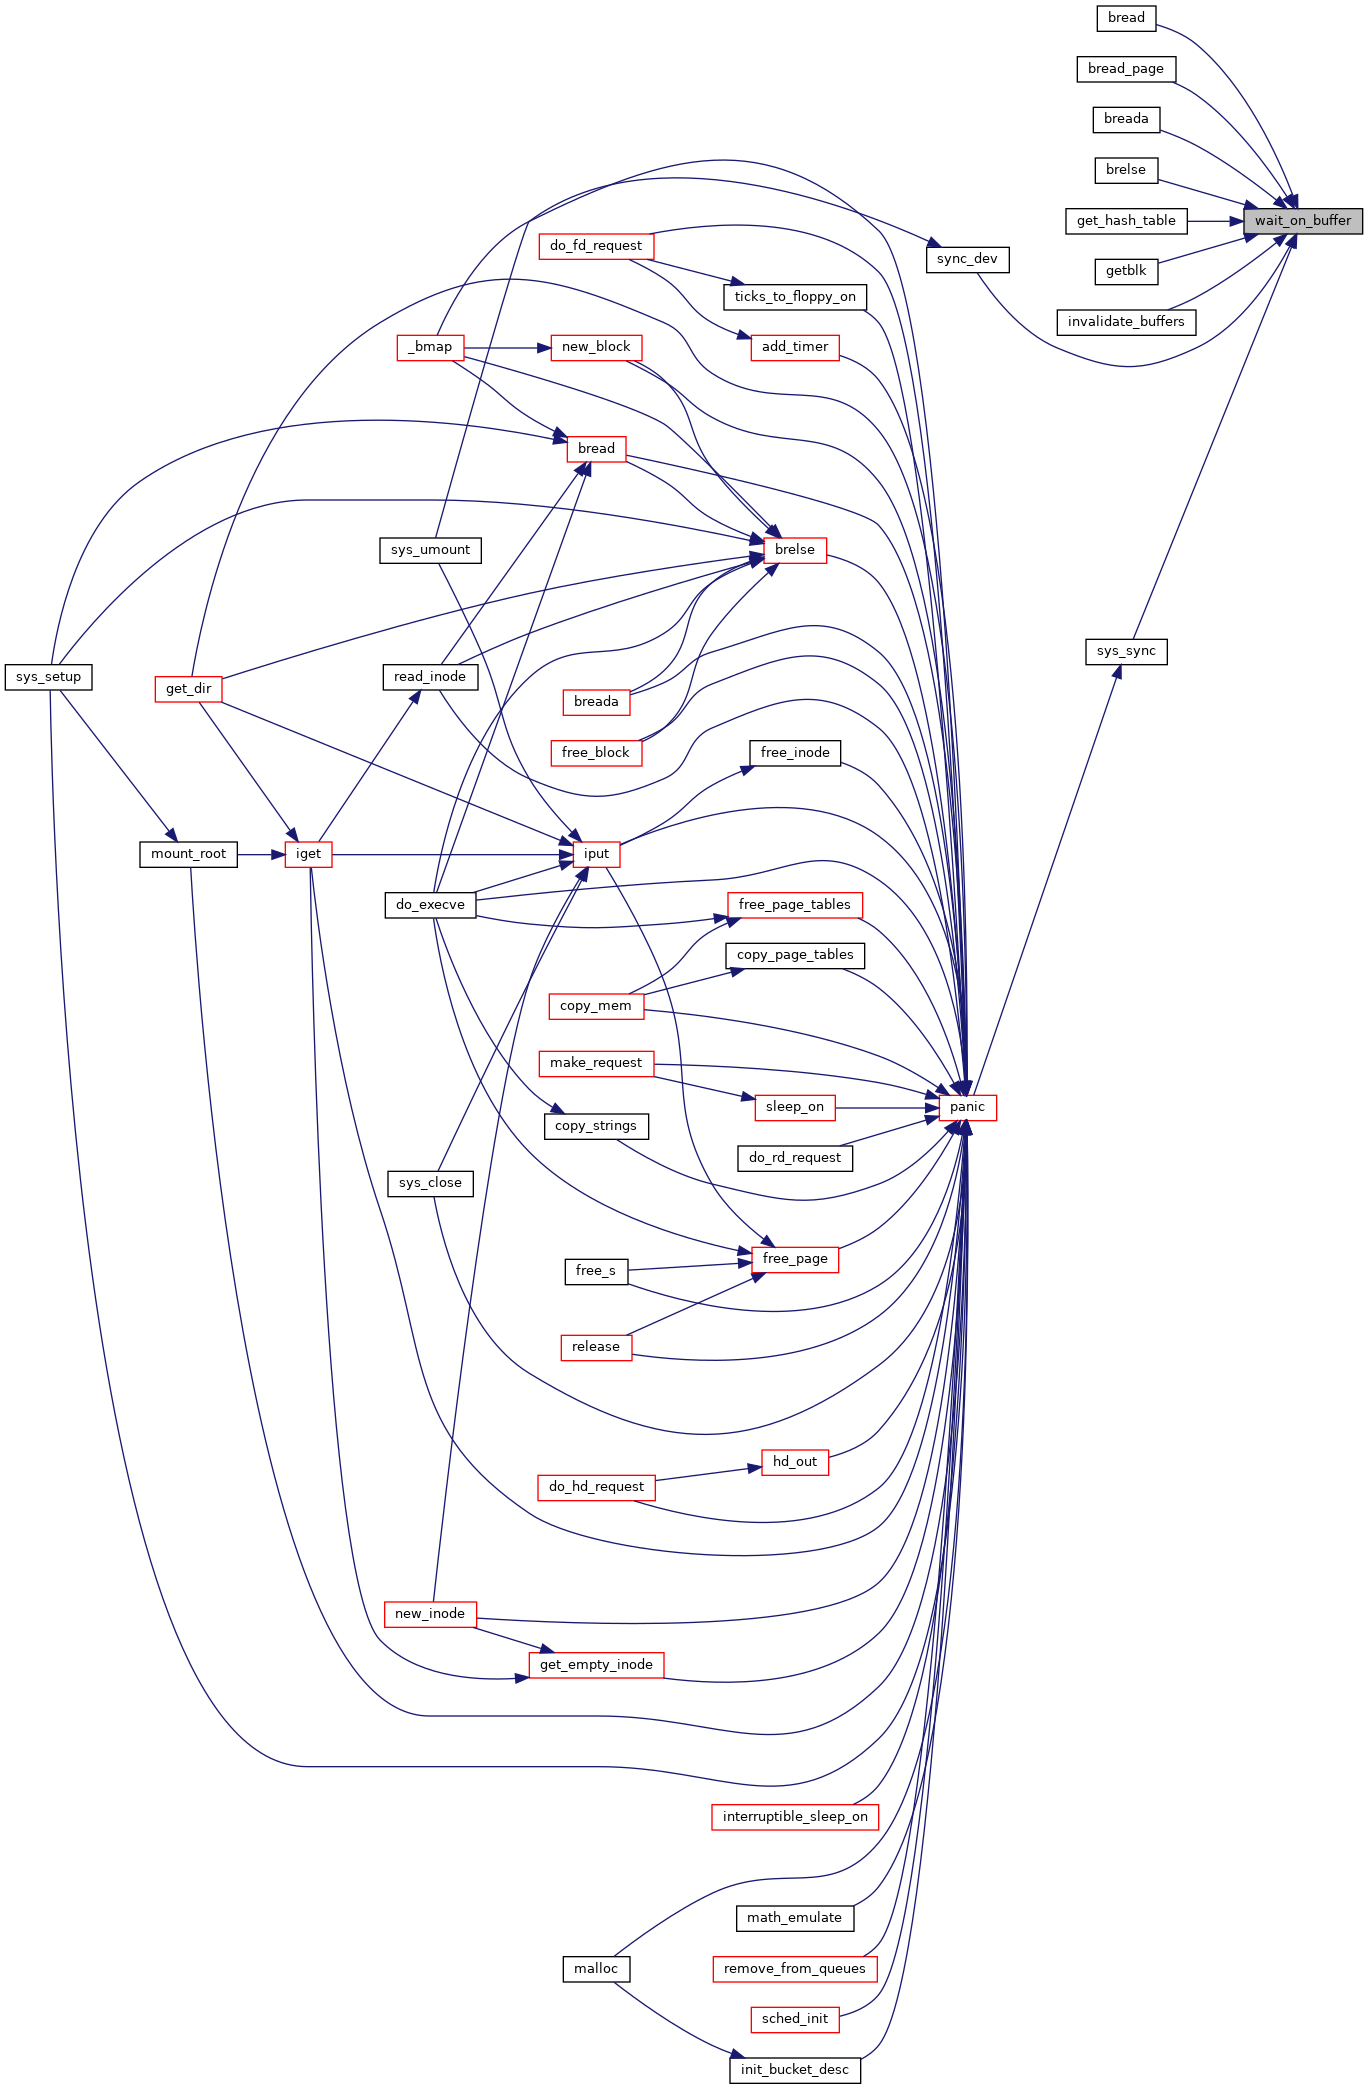 bread
bread_page
breada
brelse
get_hash_table
wait_on_buffer
do_fd_request
sync_dev
getblk
ticks_to_floppy_on
invalidate_buffers
_bmap
new_block
add_timer
bread
sys_umount
brelse
sys_sync
sys_setup
get_dir
read_inode
breada
free_block
free_inode
mount_root
iget
iput
do_execve
free_page_tables
copy_page_tables
copy_mem
make_request
sleep_on
panic
copy_strings
do_rd_request
sys_close
free_page
free_s
release
hd_out
do_hd_request
new_inode
get_empty_inode
interruptible_sleep_on
math_emulate
malloc
remove_from_queues
sched_init
init_bucket_desc